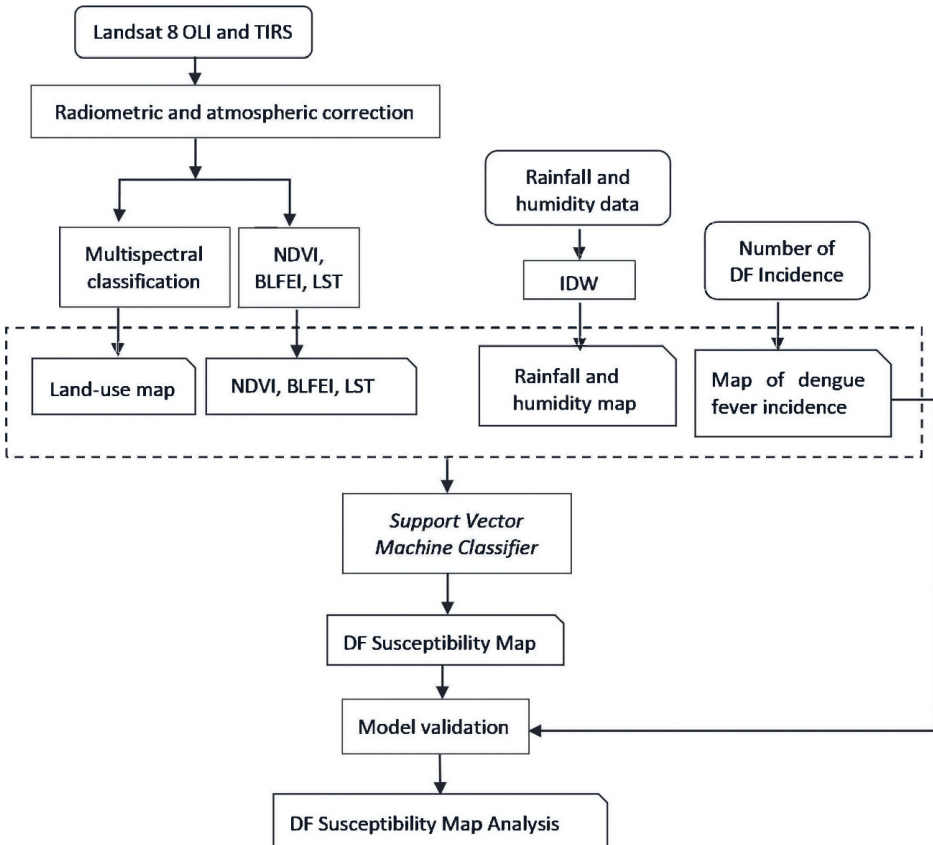 Landsat 8 OLI and TIRS
Radiometric and atmospheric correction
Rainfall and
humidity data
Multispectral
classification
NDVI,
BLFEI, LST
IDW
Number of
DF Incidence
Land-use map
NDVI, BLFEI, LST
Rainfall and
humidity map
Map of dengue
fever incidence
Support Vector
Machine Classifier
DF Susceptibility Map
Model validation
DF Susceptibility Map Analysis